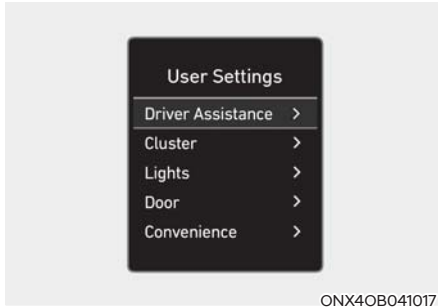 User Settings
Driver Assistance >
Cluster >
Lights >
Door >
Convenience >
ONX4OB041017